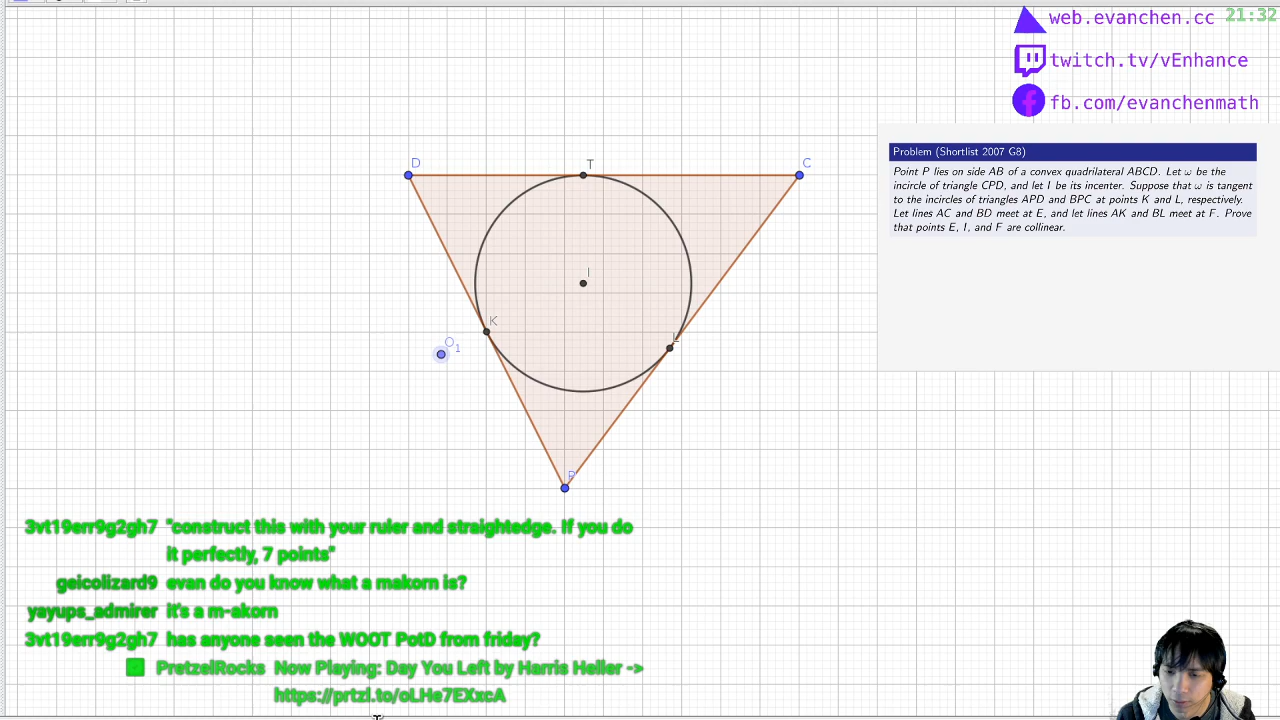 web.evanchen.cc 21:32
twitch.tv/vEnhance
fb.com/evanchenmath
Problem (Shortlist 2007 G8)
Point P lies on side AB of a convex quadrilateral ABCD. Let ω be the
incircle of triangle CPD, and let I be its incenter. Suppose that ω is tangent
to the incircles of triangles APD and BPC at points K and L, respectively.
Let lines AC and BD meet at E, and let lines AK and BL meet at F. Prove
that points E, I, and F are collinear.
D T C
I
K
L
O1
P
3vt19err9g2gh7 "construct this with your ruler and straightedge. If you do
it perfectly, 7 points"
geicolizard9 evan do you know what a makorn is?
yayups_admirer it's a m-akorn
3vt19err9g2gh7 has anyone seen the WOOT PotD from friday?
PretzelRocks Now Playing: Day You Left by Harris Heller ->
https://prtzl.to/oLHe7EXxcA